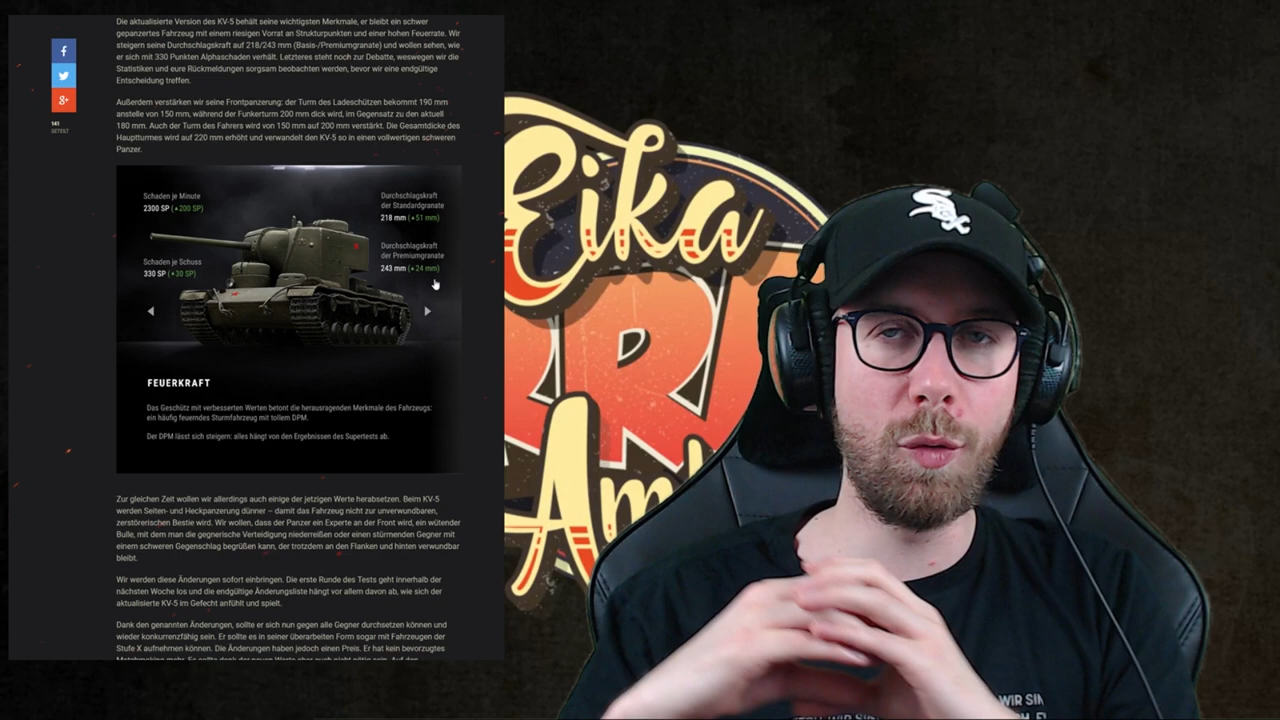 Die aktualisierte Version des KV-5 behält seine wichtigsten Merkmale, er bleibt ein schwer
gepanzertes Fahrzeug mit einem riesigen Vorrat an Strukturpunkten und einer hohen Feuerrate. Wir
steigern seine Durchschlagskraft auf 218/243 mm (Basis-/Premiumgranate) und wollen sehen, wie
er sich mit 330 Punkten Alphaschaden verhält. Letzteres steht noch zur Debatte, weswegen wir die
Statistiken und eure Rückmeldungen sorgsam beobachten werden, bevor wir eine endgültige
Entscheidung treffen.
Außerdem verstärken wir seine Frontpanzerung: der Turm des Ladeschützen bekommt 190 mm
anstelle von 150 mm, während der Funkerturm 200 mm dick wird, im Gegensatz zu den aktuell
180 mm. Auch der Turm des Fahrers wird von 150 mm auf 200 mm verstärkt. Die Gesamtdicke des
Hauptturmes wird auf 220 mm erhöht und verwandelt den KV-5 so in einen vollwertigen schweren
Panzer.
f
g+
141
GETEILT
Schaden je Minute
2300 SP (+200 SP)
Schaden je Schuss
330 SP (+30 SP)
Durchschlagskraft
der Standardgranate
218 mm (+51 mm)
Durchschlagskraft
der Premiumgranate
243 mm (+24 mm)
FEUERKRAFT
Das Geschütz mit verbesserten Werten betont die herausragenden Merkmale des Fahrzeugs:
ein häufig feuerndes Sturmfahrzeug mit tollem DPM.
Der DPM lässt sich steigern: alles hängt von den Ergebnissen des Supertests ab.
Zur gleichen Zeit wollen wir allerdings auch einige der jetzigen Werte herabsetzen. Beim KV-5
werden Seiten- und Heckpanzerung dünner – damit das Fahrzeug nicht zur unverwundbaren,
zerstörerischen Bestie wird. Wir wollen, dass der Panzer ein Experte an der Front wird, ein wütender
Bulle, mit dem man die gegnerische Verteidigung niederreißen oder einen stürmenden Gegner mit
einem schweren Gegenschlag begrüßen kann, der trotzdem an den Flanken und hinten verwundbar
bleibt.
Wir werden diese Änderungen sofort einbringen. Die erste Runde des Tests geht innerhalb der
nächsten Woche los und die endgültige Änderungsliste hängt vor allem davon ab, wie sich der
aktualisierte KV-5 im Gefecht anfühlt und spielt.
Dank den genannten Änderungen, sollte er sich nun gegen alle Gegner durchsetzen können und
wieder konkurrenzfähig sein. Er sollte es in seiner überarbeiten Form sogar mit Fahrzeugen der
Stufe X aufnehmen können. Die Änderungen haben jedoch einen Preis. Er hat kein bevorzugtes
Eika
Am
Sox
WIR SIN